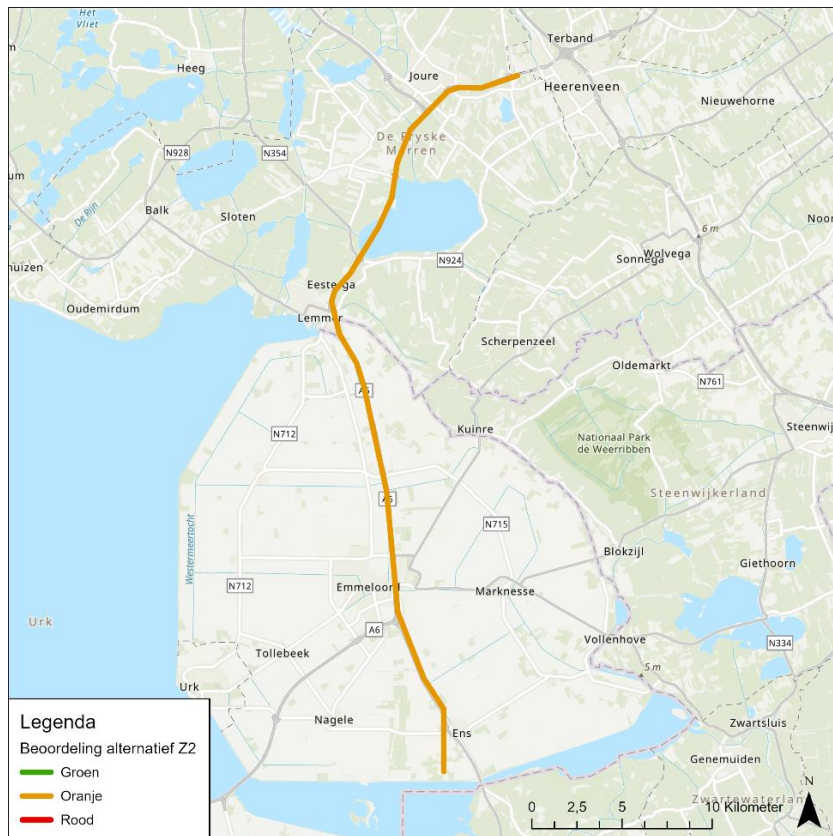 Het
Vliet
Terband
Heeg
Joure
Heerenveen
Nieuwehorne
De Fryske
Marren
N928
N354
De Rijn
Balk
Sloten
6 m
Wolvega
Sonnega
Noor
N924
huizen
Oudemirdum
Eesterga
Lemmer
Scherpenzeel
Oldemarkt
N761
A6
Kuinre
N712
Nationaal Park
de Weerribben
Steenwij
Steenwijkerland
A6
N715
Westermeertocht
Blokzijl
Giethoorn
N712
Emmeloord
Marknesse
Urk
A6
Vollenhove
N334
Tollebeek
5 m
Urk
Nagele
Ens
Zwartsluis
Genemuiden
Zwartewaterland
Legenda
Beoordeling alternatief Z2
Groen
Oranje
Rood
0 2,5 5 10 Kilometer
N